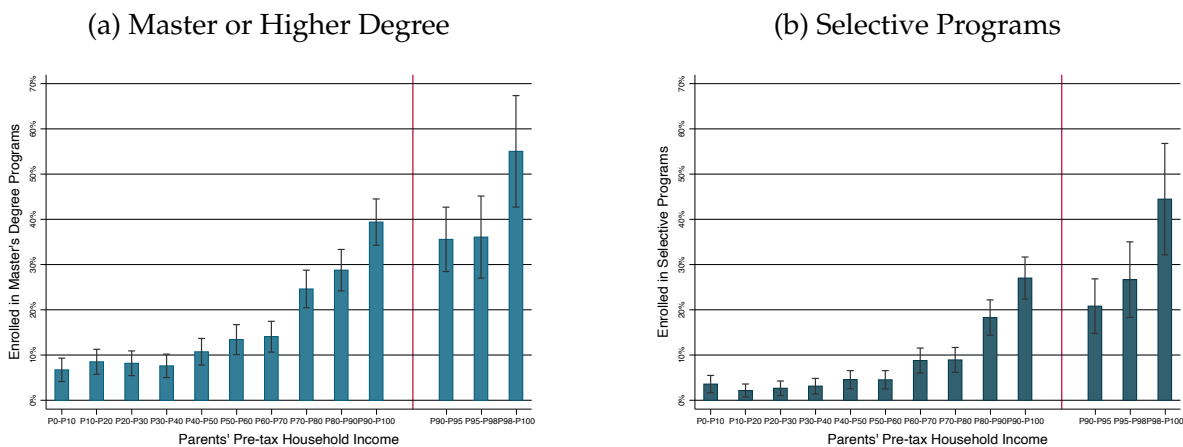 (a) Master or Higher Degree
Enrolled in Master's Degree Programs
70%
60%
50%
40%
30%
20%
10%
0%
P0-P10 P10-P20 P20-P30 P30-P40 P40-P50 P50-P60 P60-P70 P70-P80 P80-P90 P90-P100 P90-P95 P95-P98 P98-P100
Parents' Pre-tax Household Income
(b) Selective Programs
Enrolled in Selective Programs
70%
60%
50%
40%
30%
20%
10%
0%
P0-P10 P10-P20 P20-P30 P30-P40 P40-P50 P50-P60 P60-P70 P70-P80 P80-P90 P90-P100 P90-P95 P95-P98 P98-P100
Parents' Pre-tax Household Income